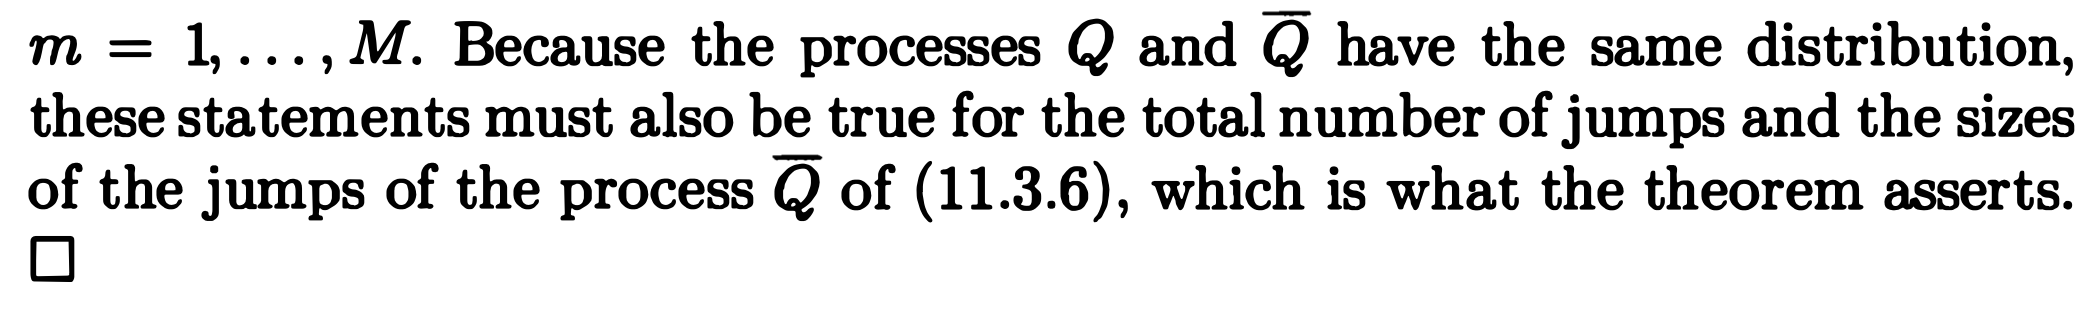 m = 1, . . . , M. Because the processes Q and Q̅ have the same distribution,
these statements must also be true for the total number of jumps and the sizes
of the jumps of the process Q̅ of (11.3.6), which is what the theorem asserts.
□